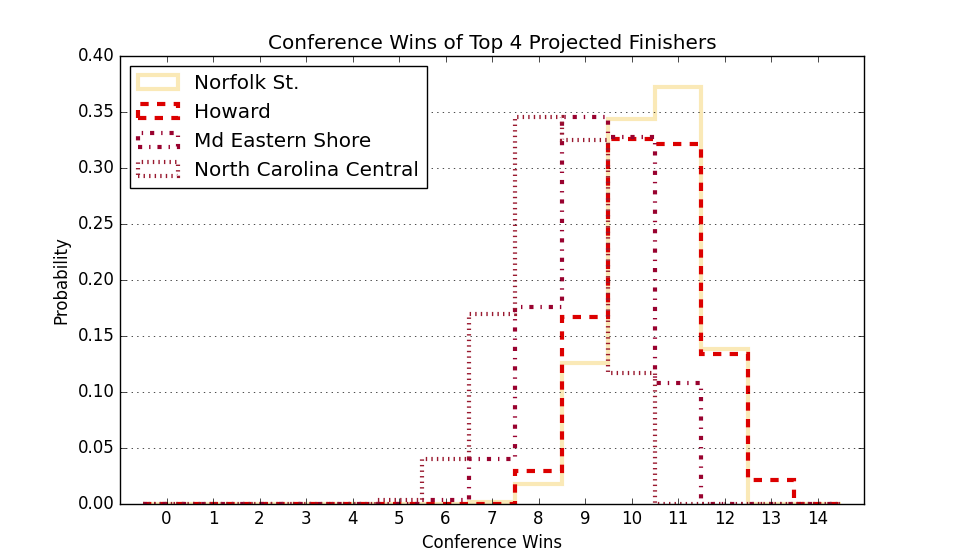 Conference Wins of Top 4 Projected Finishers
0.40
0.35
0.30
0.25
0.20
0.15
0.10
0.05
0.00
Probability
Norfolk St.
Howard
Md Eastern Shore
North Carolina Central
0 1 2 3 4 5 6 7 8 9 10 11 12 13 14
Conference Wins